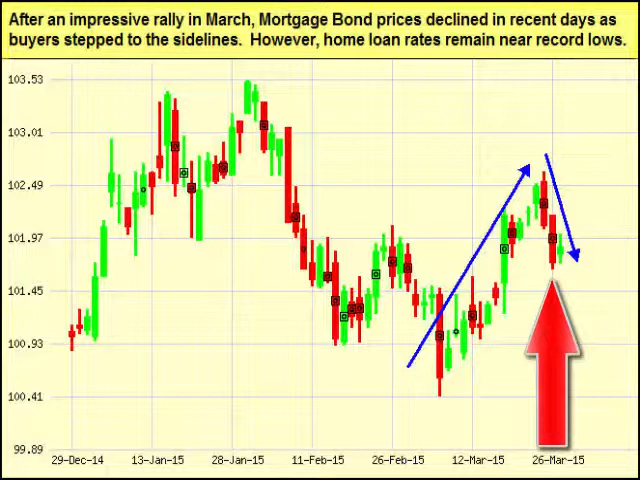 After an impressive rally in March, Mortgage Bond prices declined in recent days as
buyers stepped to the sidelines.  However, home loan rates remain near record lows.
103.53
103.01
102.49
101.97
101.45
100.93
100.41
99.89
29-Dec-14 13-Jan-15 28-Jan-15 11-Feb-15 26-Feb-15 12-Mar-15 26-Mar-15